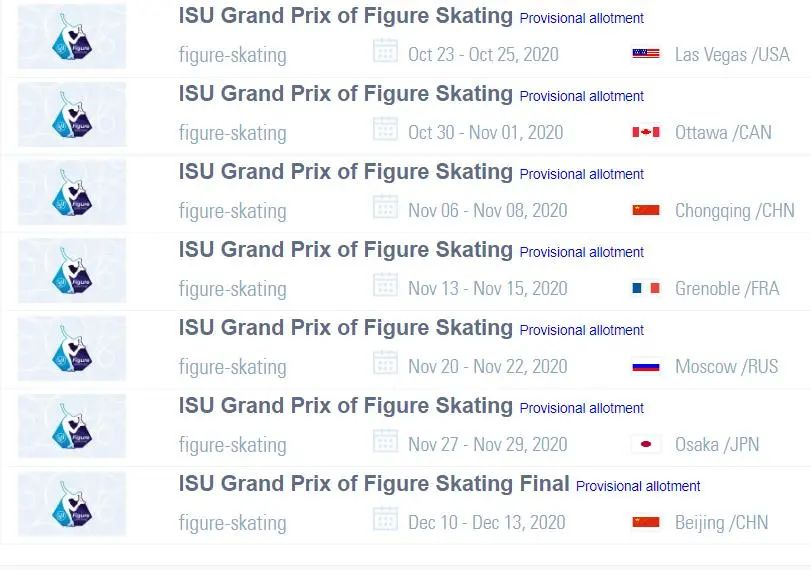 ISU Grand Prix of Figure Skating Provisional allotment
figure-skating Oct 23 - Oct 25, 2020 Las Vegas /USA
ISU Grand Prix of Figure Skating Provisional allotment
figure-skating Oct 30 - Nov 01, 2020 Ottawa /CAN
ISU Grand Prix of Figure Skating Provisional allotment
figure-skating Nov 06 - Nov 08, 2020 Chongqing /CHN
ISU Grand Prix of Figure Skating Provisional allotment
figure-skating Nov 13 - Nov 15, 2020 Grenoble /FRA
ISU Grand Prix of Figure Skating Provisional allotment
figure-skating Nov 20 - Nov 22, 2020 Moscow /RUS
ISU Grand Prix of Figure Skating Provisional allotment
figure-skating Nov 27 - Nov 29, 2020 Osaka /JPN
ISU Grand Prix of Figure Skating Final Provisional allotment
figure-skating Dec 10 - Dec 13, 2020 Beijing /CHN